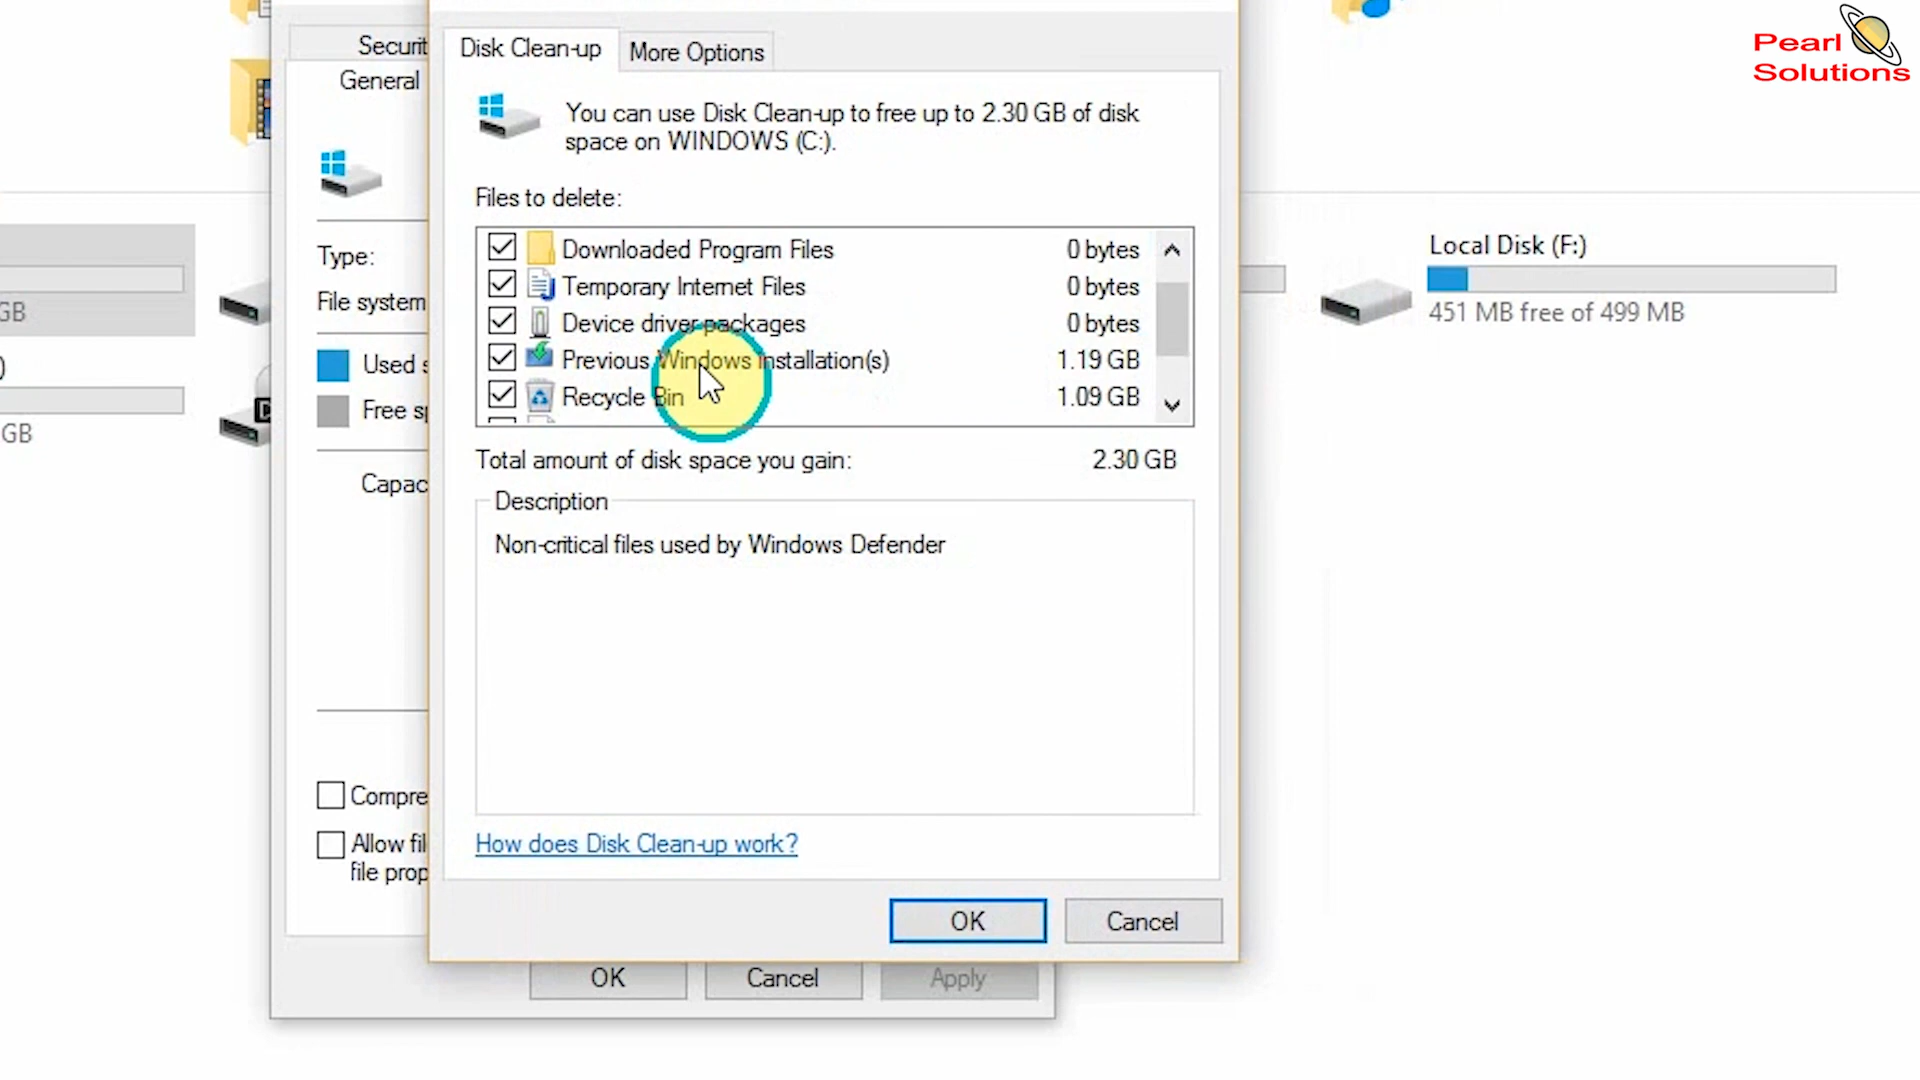 Pearl
Solutions
Securit
General
Disk Clean-up
More Options
You can use Disk Clean-up to free up to 2.30 GB of disk
space on WINDOWS (C:).
Files to delete:
Downloaded Program Files 0 bytes
Temporary Internet Files 0 bytes
Device driver packages 0 bytes
Previous Windows installation(s) 1.19 GB
Recycle Bin 1.09 GB
Total amount of disk space you gain: 2.30 GB
Description
Non-critical files used by Windows Defender
How does Disk Clean-up work?
OK
Cancel
Type:
File system
Used s
Free sp
Capac
Compre
Allow fil
file prop
OK
Cancel
Apply
GB
)
GB
Local Disk (F:)
451 MB free of 499 MB